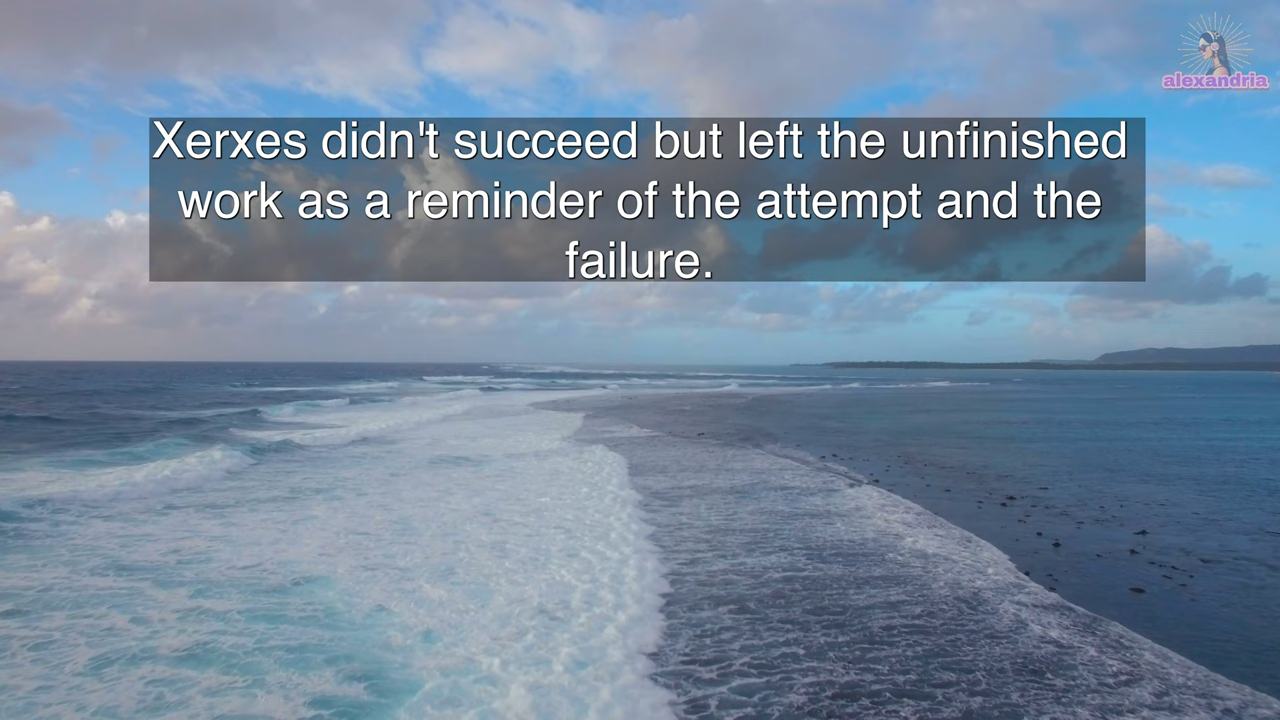 alexandria
Xerxes didn't succeed but left the unfinished
work as a reminder of the attempt and the
failure.